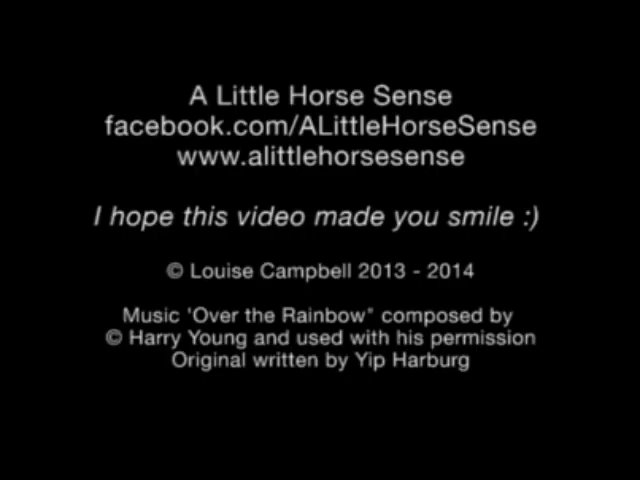 A Little Horse Sense
facebook.com/ALittleHorseSense
www.alittlehorsesense
I hope this video made you smile :)
© Louise Campbell 2013 - 2014
Music 'Over the Rainbow" composed by
© Harry Young and used with his permission
Original written by Yip Harburg